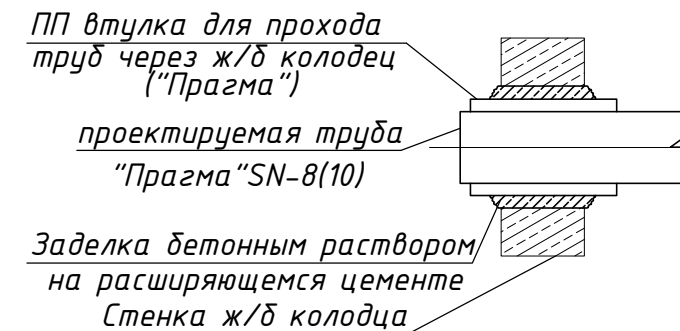 ПП втулка для прохода
труб через ж/б колодец
("Прагма")
проектируемая труба
"Прагма"SN-8(10)
Заделка бетонным раствором
на расширяющемся цементе
Стенка ж/б колодца